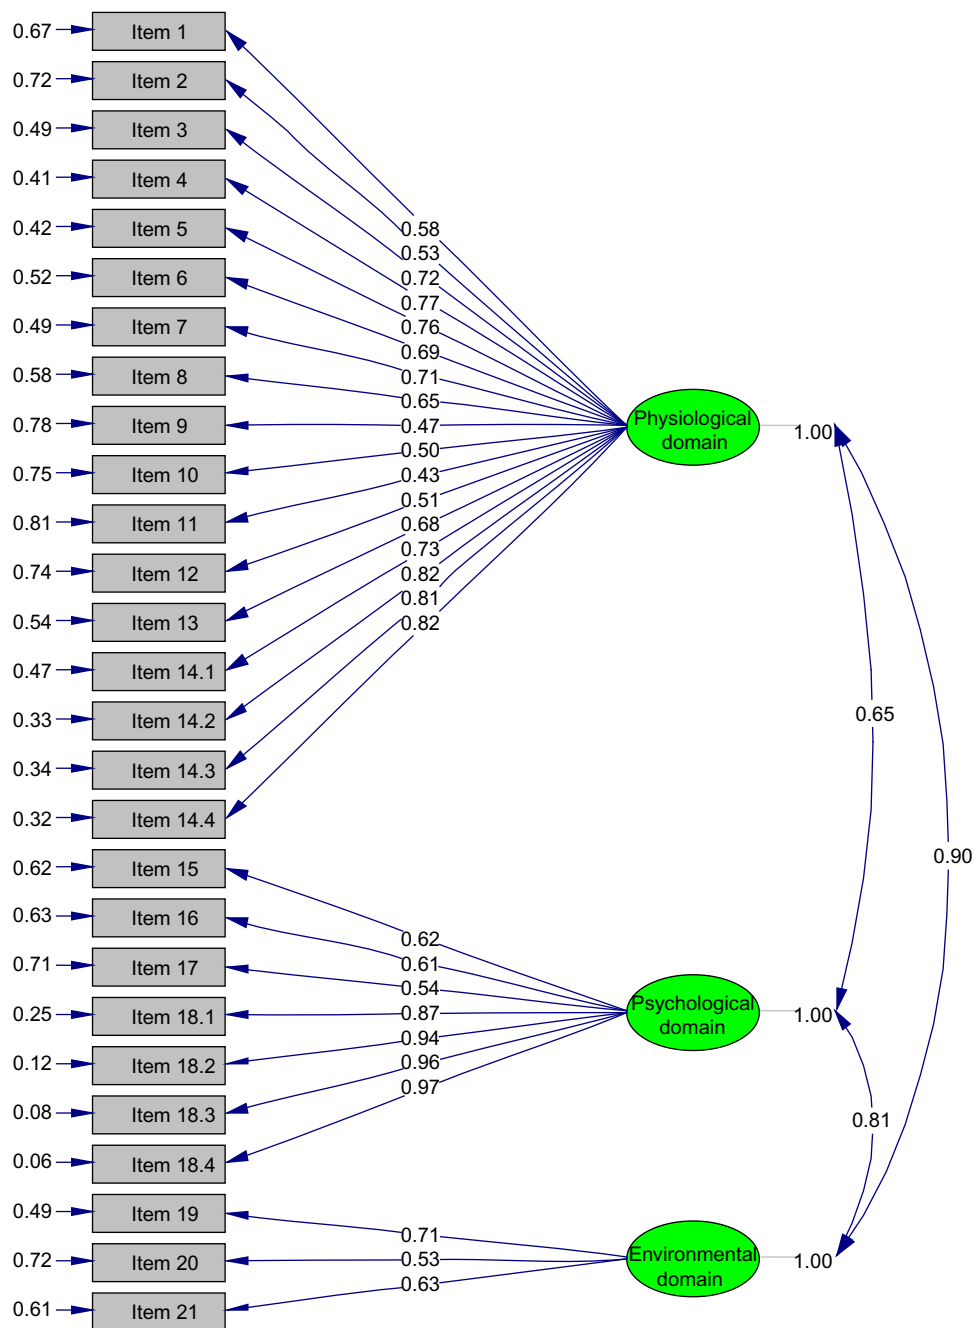 0.67 Item 1
0.72 Item 2
0.49 Item 3
0.41 Item 4
0.42 Item 5
0.52 Item 6
0.49 Item 7
0.58 Item 8
0.78 Item 9
0.75 Item 10
0.81 Item 11
0.74 Item 12
0.54 Item 13
0.47 Item 14.1
0.33 Item 14.2
0.34 Item 14.3
0.32 Item 14.4
0.62 Item 15
0.63 Item 16
0.71 Item 17
0.25 Item 18.1
0.12 Item 18.2
0.08 Item 18.3
0.06 Item 18.4
0.49 Item 19
0.72 Item 20
0.61 Item 21
0.58
0.53
0.72
0.77
0.76
0.69
0.71
0.65
0.47
0.50
0.43
0.51
0.68
0.73
0.82
0.81
0.82
0.62
0.61
0.54
0.87
0.94
0.96
0.97
0.71
0.53
0.63
Physiological
domain
1.00
Psychological
domain
1.00
Environmental
domain
1.00
0.65
0.90
0.81